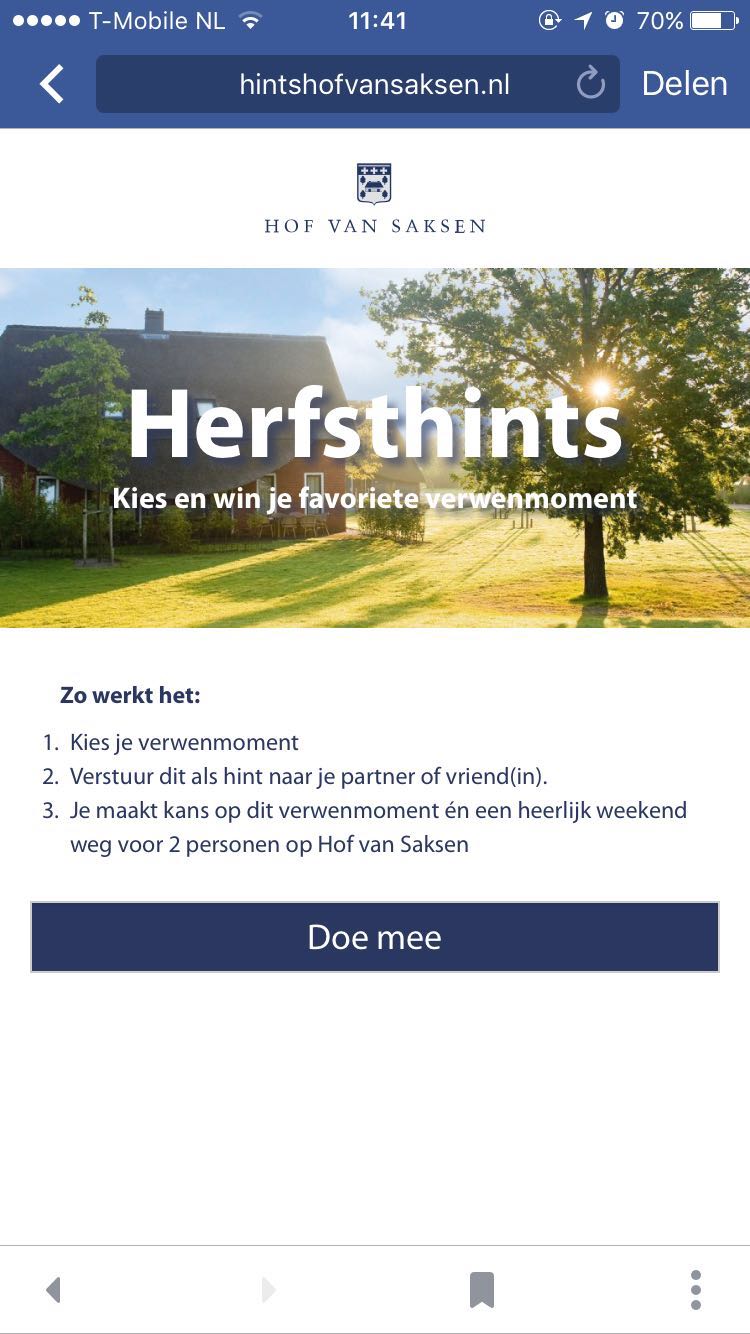 T-Mobile NL 11:41 70%
hintshofvansaksen.nl Delen
HOF VAN SAKSEN
Herfsthints
Kies en win je favoriete verwenmoment
Zo werkt het:
1. Kies je verwenmoment
2. Verstuur dit als hint naar je partner of vriend(in).
3. Je maakt kans op dit verwenmoment én een heerlijk weekend
weg voor 2 personen op Hof van Saksen
Doe mee